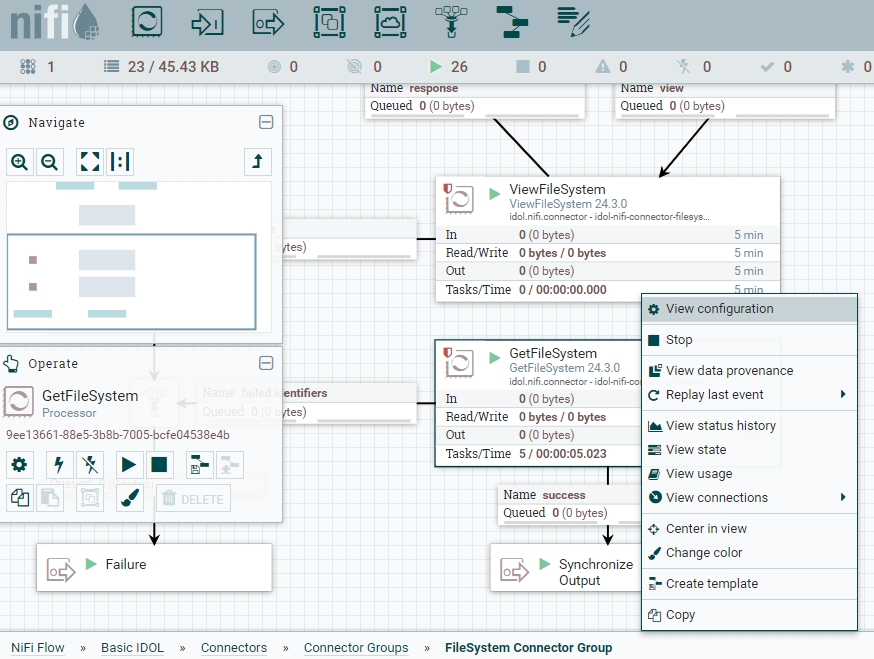 nifi
1
23 / 45.43 KB
0
0
26
0
0
0
0
0
Name response
Queued 0 (0 bytes)
Name view
Queued 0 (0 bytes)
Navigate
ViewFileSystem
ViewFileSystem 24.3.0
idol.nifi.connector - idol-nifi-connector-filesys...
In 0 (0 bytes) 5 min
Read/Write 0 bytes / 0 bytes 5 min
Out 0 (0 bytes) 5 min
Tasks/Time 0 / 00:00:00.000 5 min
bytes)
Operate
GetFileSystem
Processor
9ee13661-88e5-3b8b-7005-bcfe04538e4b
DELETE
Name failed identifiers
Queued 0 (0 bytes)
GetFileSystem
GetFileSystem 24.3.0
idol.nifi.connector - idol-nifi-co
In 0 (0 bytes)
Read/Write 0 bytes / 0 bytes
Out 0 (0 bytes)
Tasks/Time 5 / 00:00:05.023
Name success
Queued 0 (0 bytes)
Failure
Synchronize
Output
View configuration
Stop
View data provenance
Replay last event
View status history
View state
View usage
View connections
Center in view
Change color
Create template
Copy
NiFi Flow » Basic IDOL » Connectors » Connector Groups » FileSystem Connector Group